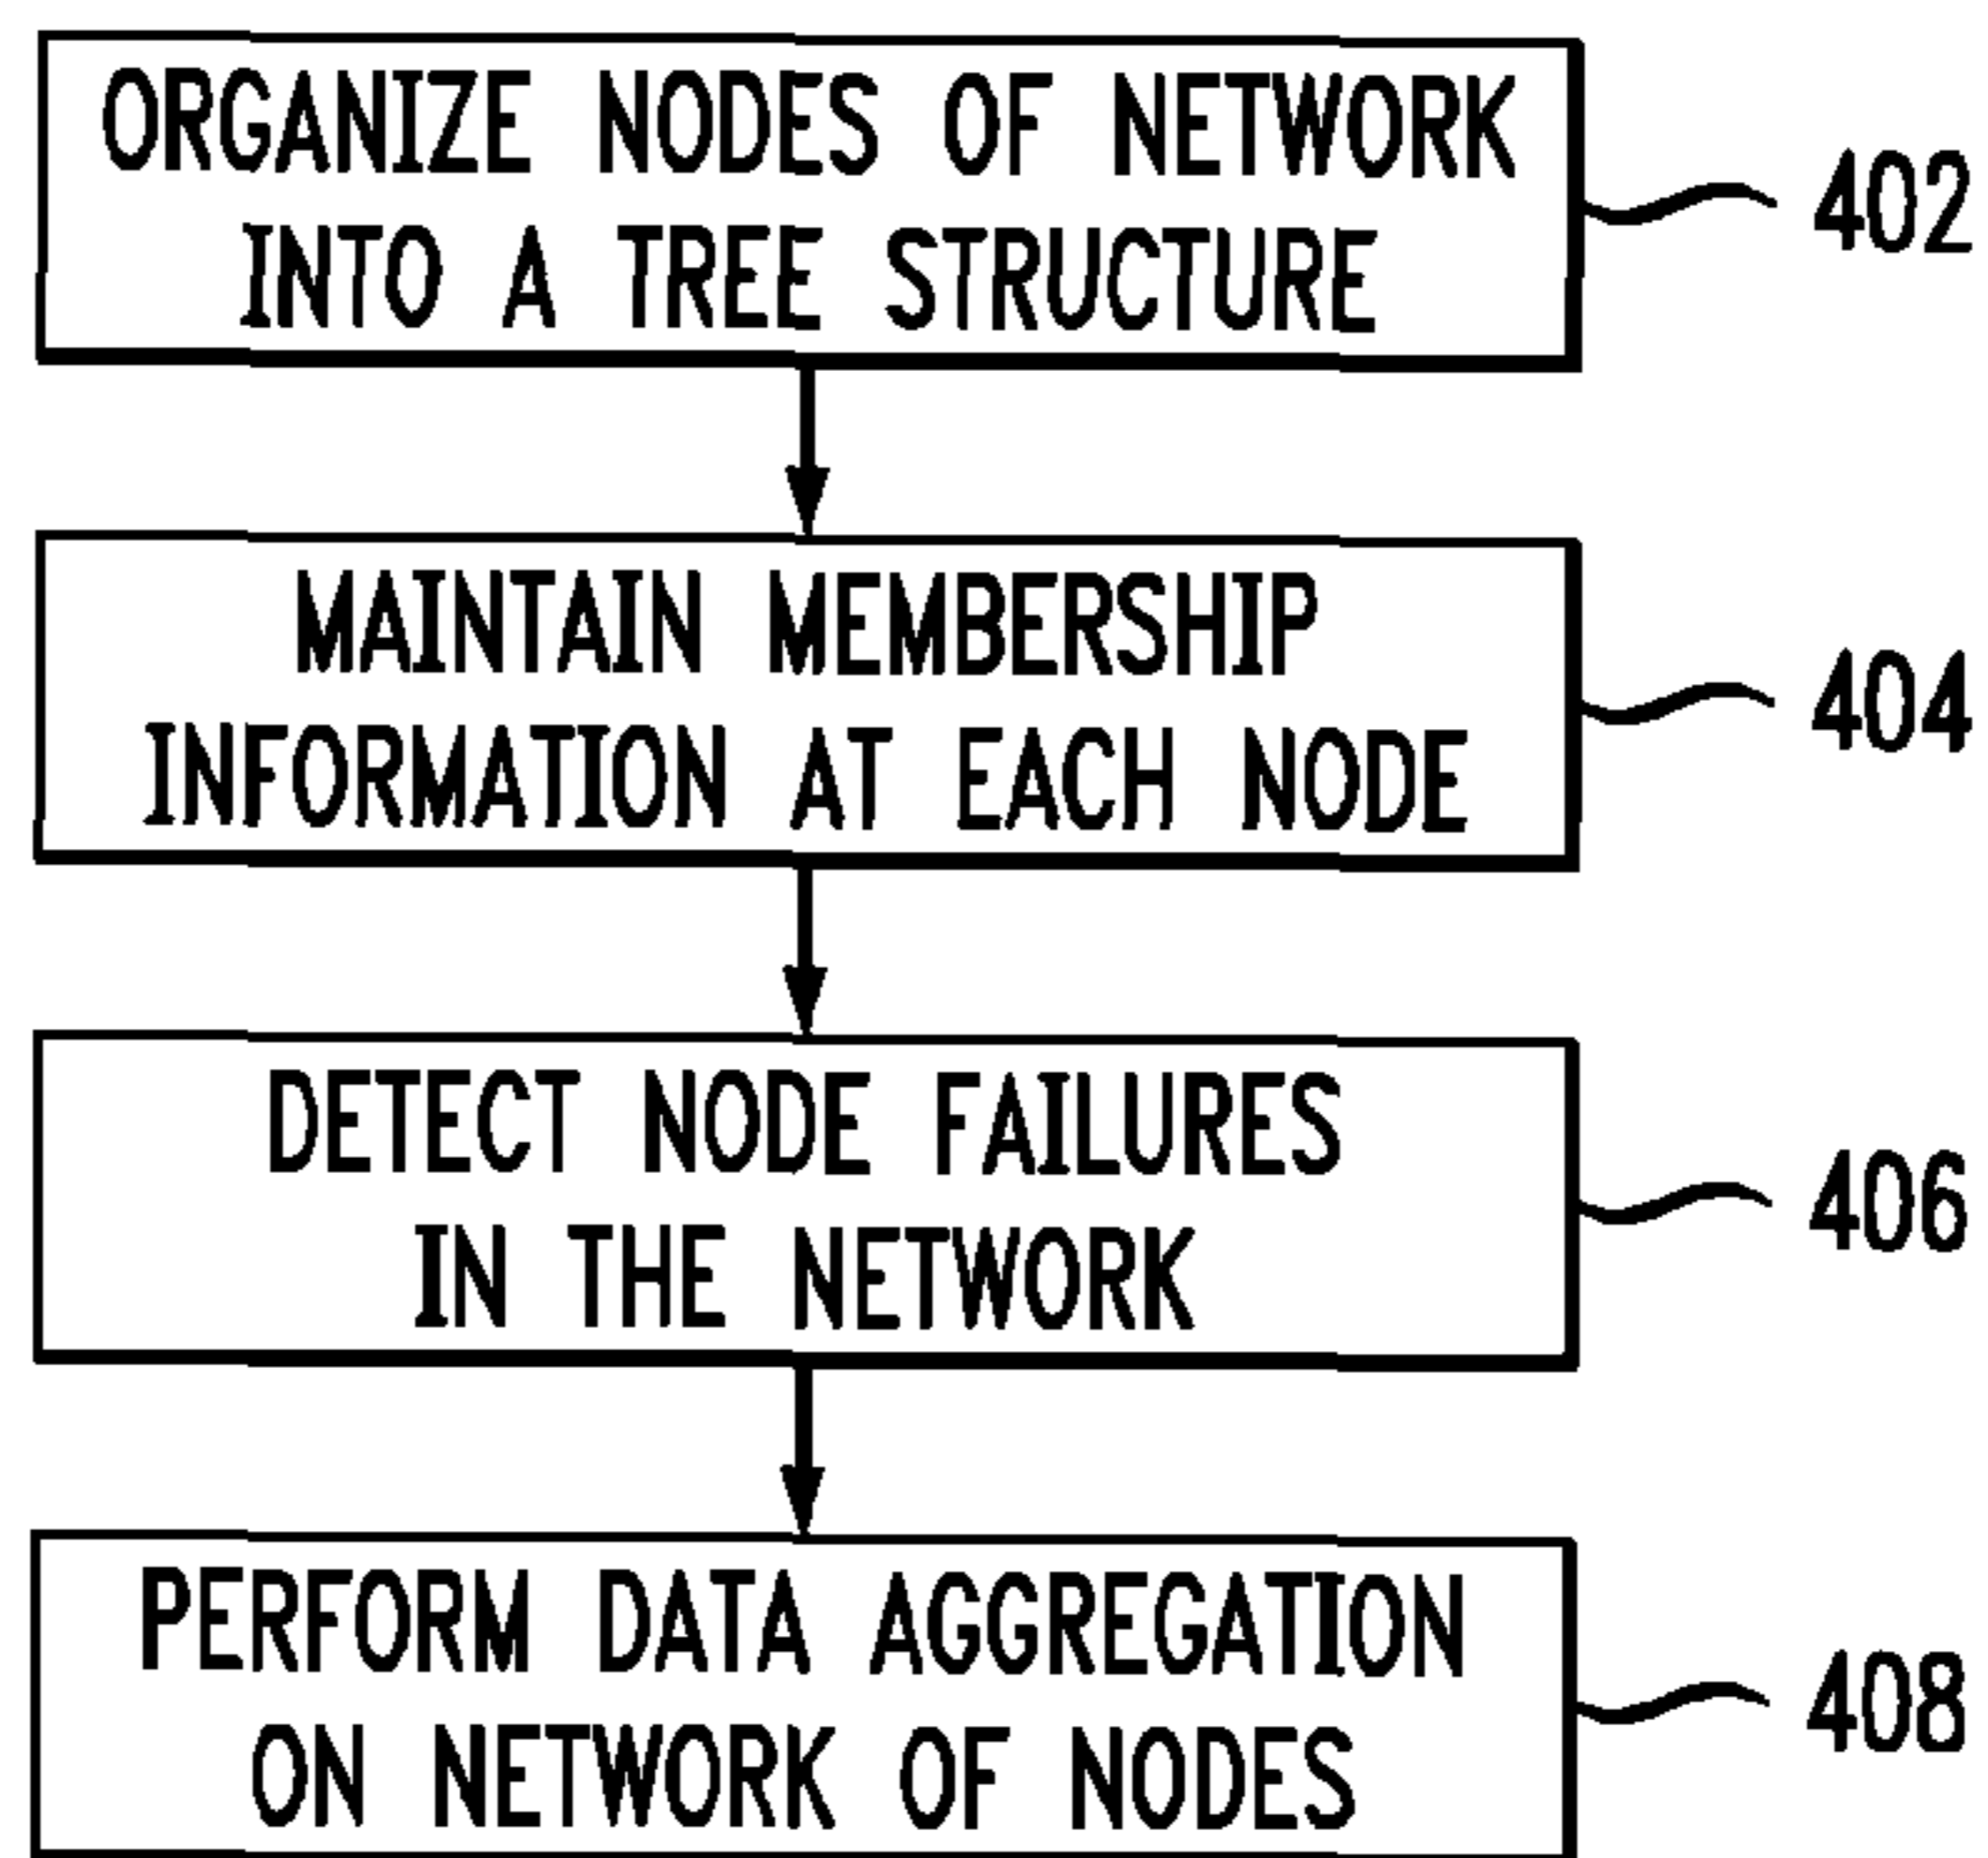 ORGANIZE NODES OF NETWORK
INTO A TREE STRUCTURE
402
MAINTAIN MEMBERSHIP
INFORMATION AT EACH NODE
404
DETECT NODE FAILURES
IN THE NETWORK
406
PERFORM DATA AGGREGATION
ON NETWORK OF NODES
408